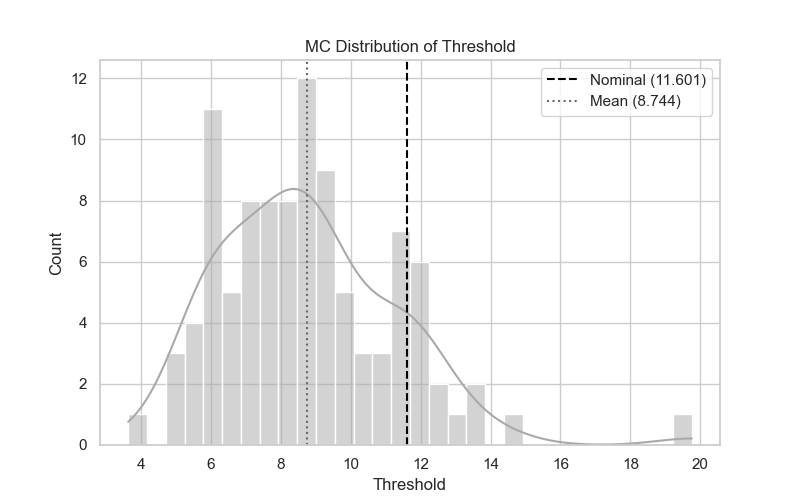 MC Distribution of Threshold
Nominal (11.601)
Mean (8.744)
12
10
8
6
4
2
0
Count
4 6 8 10 12 14 16 18 20
Threshold